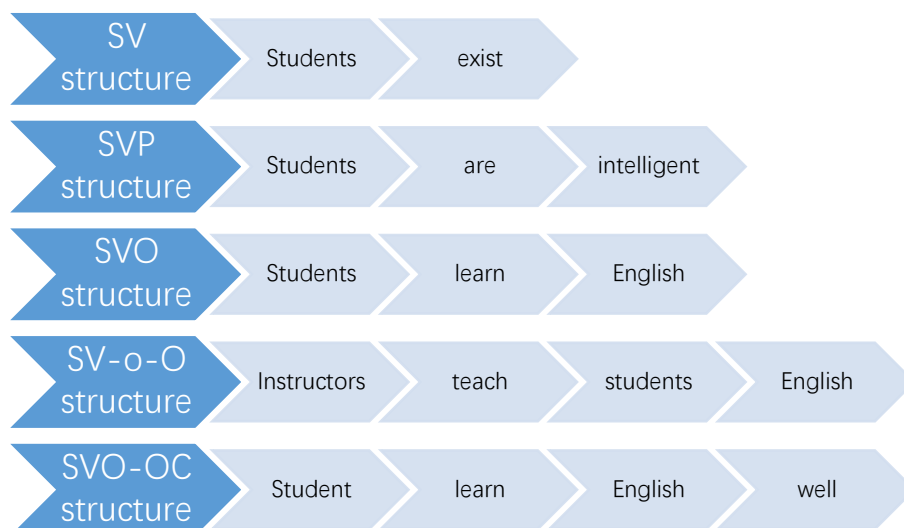 SV
structure
Students
exist
SVP
structure
Students
are
intelligent
SVO
structure
Students
learn
English
SV-o-O
structure
Instructors
teach
students
English
SVO-OC
structure
Student
learn
English
well